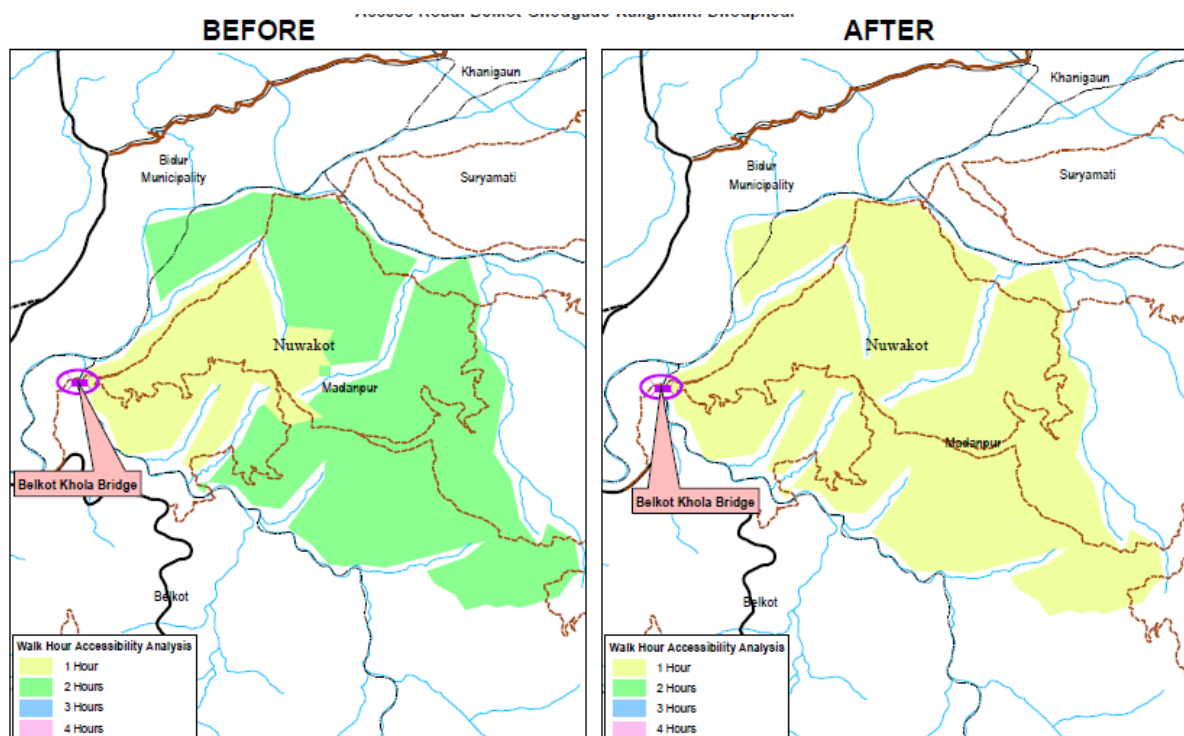 BEFORE
Khanigaun
Bidur
Municipality
Suryamati
Nuwakot
Madanpur
Belkot Khola Bridge
Belkot
Walk Hour Accessibility Analysis
1 Hour
2 Hours
3 Hours
4 Hours
AFTER
Khanigaun
Bidur
Municipality
Suryamati
Nuwakot
Madanpur
Belkot Khola Bridge
Belkot
Walk Hour Accessibility Analysis
1 Hour
2 Hours
3 Hours
4 Hours